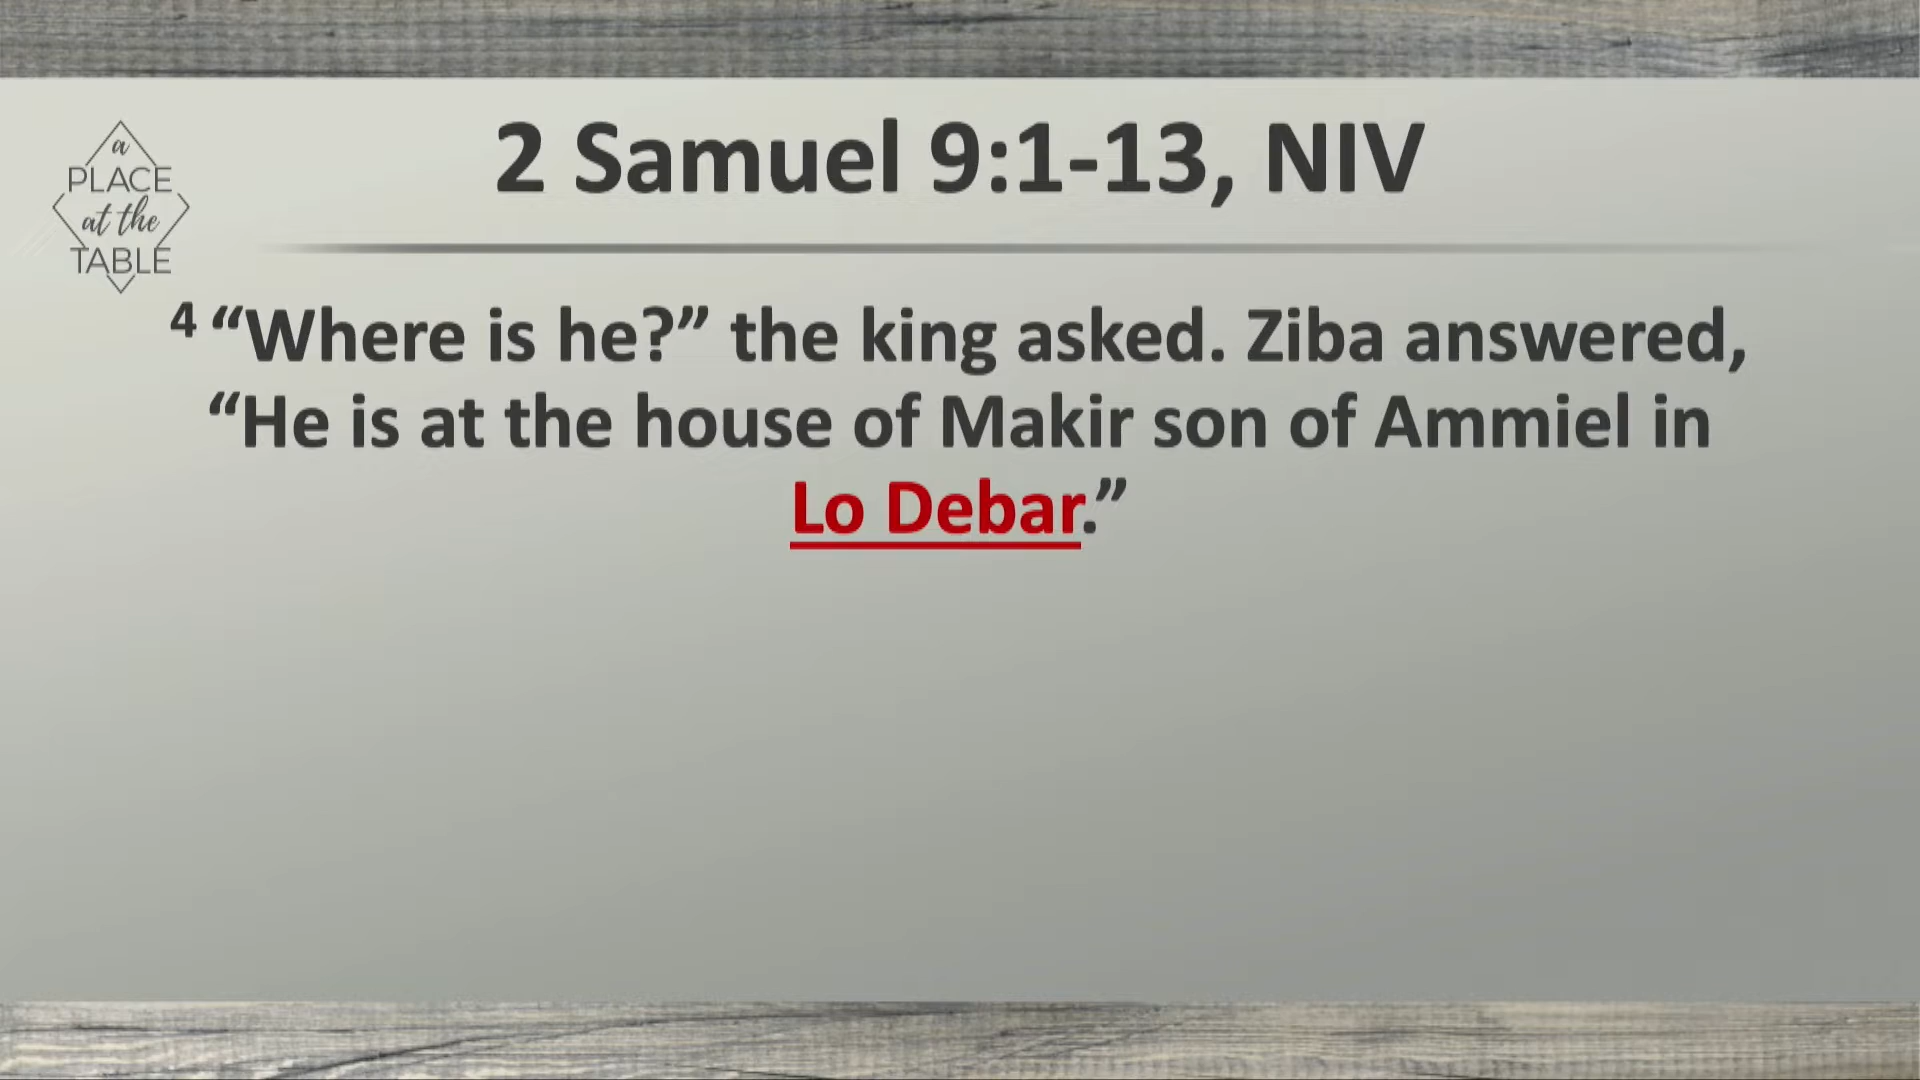 a
PLACE
at the
TABLE
2 Samuel 9:1-13, NIV
4 “Where is he?” the king asked. Ziba answered,
“He is at the house of Makir son of Ammiel in
Lo Debar.”